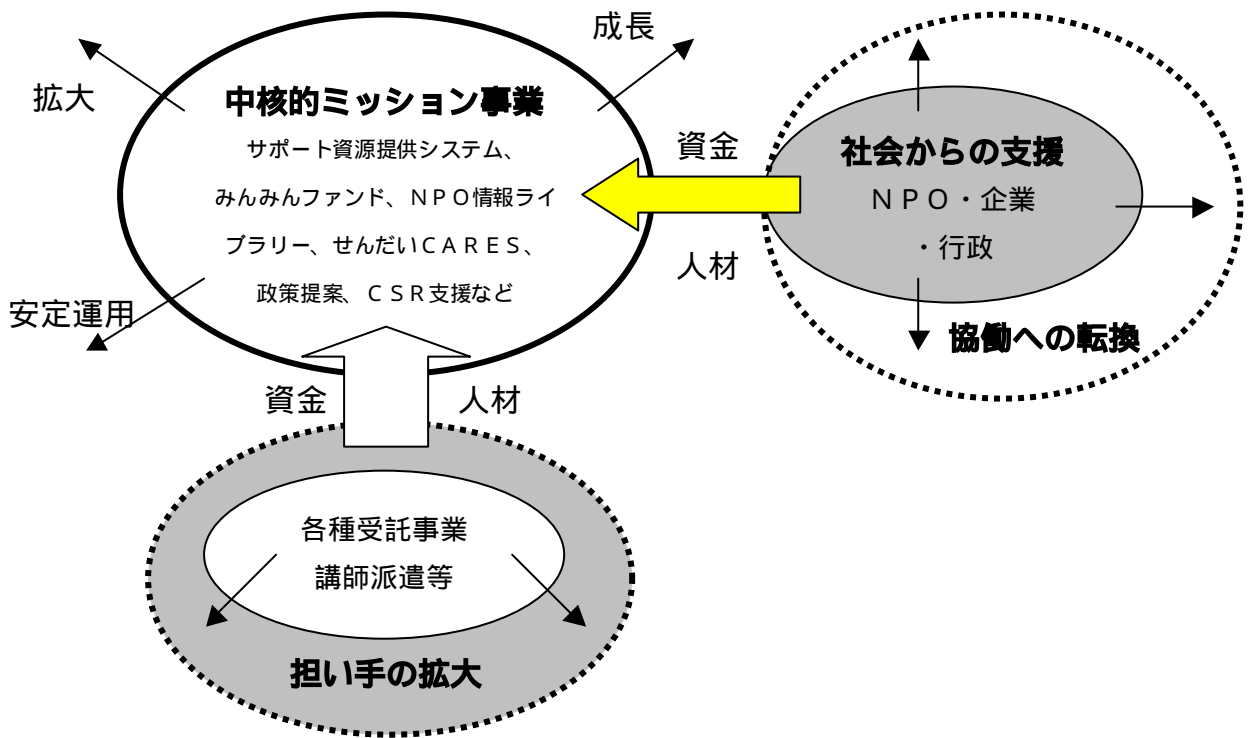 成長
拡大
中核的ミッション事業
サポート資源提供システム、
みんみんファンド、ＮＰＯ情報ライ
ブラリー、せんだいＣＡＲＥＳ、
政策提案、ＣＳＲ支援など
安定運用
資金
人材
社会からの支援
ＮＰＯ・企業
・行政
協働への転換
資金
人材
各種受託事業
講師派遣等
担い手の拡大